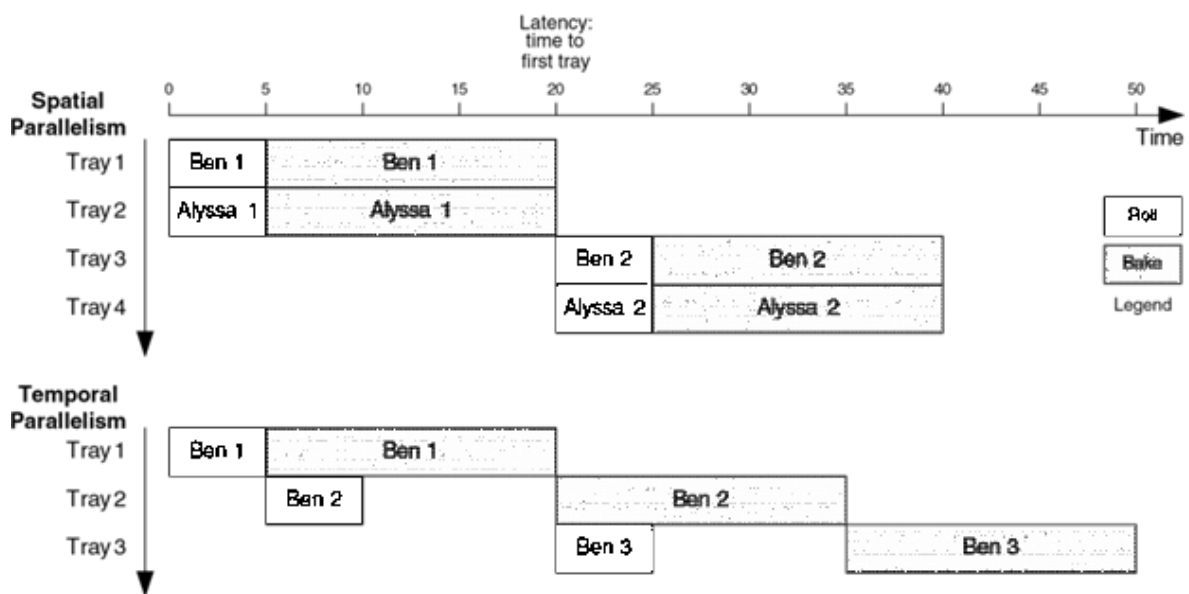 Latency:
time to
first tray
0 5 10 15 20 25 30 35 40 45 50
Spatial
Parallelism
Time
Tray 1 Ben 1 Ben 1
Tray 2 Alyssa 1 Alyssa 1
Roll
Tray 3 Ben 2 Ben 2
Bake
Tray 4 Alyssa 2 Alyssa 2
Legend
Temporal
Parallelism
Tray 1 Ben 1 Ben 1
Tray 2 Ben 2 Ben 2
Tray 3 Ben 3 Ben 3